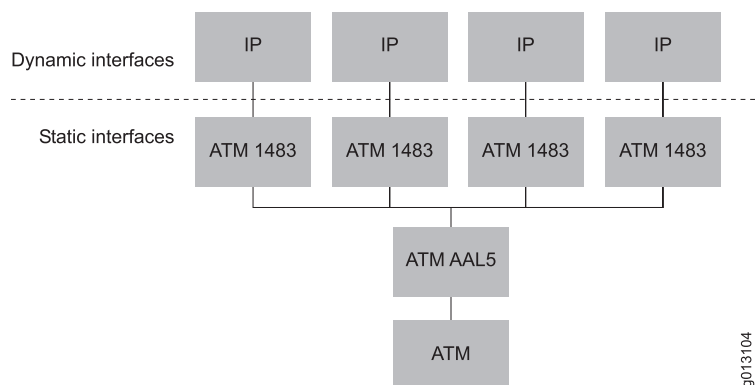 IP
IP
IP
IP
Dynamic interfaces
Static interfaces
ATM 1483
ATM 1483
ATM 1483
ATM 1483
ATM AAL5
ATM
g013104